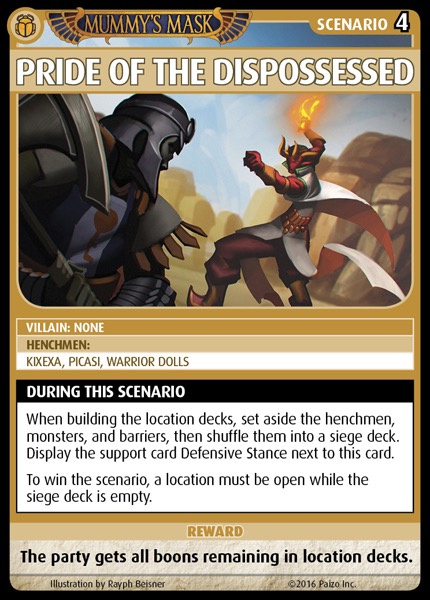 MUMMY'S MASK
SCENARIO 4
PRIDE OF THE DISPOSSESSED
VILLAIN: NONE
HENCHMEN:
KIXEXA, PICASI, WARRIOR DOLLS
DURING THIS SCENARIO
When building the location decks, set aside the henchmen,
monsters, and barriers, then shuffle them into a siege deck.
Display the support card Defensive Stance next to this card.
To win the scenario, a location must be open while the
siege deck is empty.
REWARD
The party gets all boons remaining in location decks.
Illustration by Rayph Beisner ©2016 Paizo Inc.